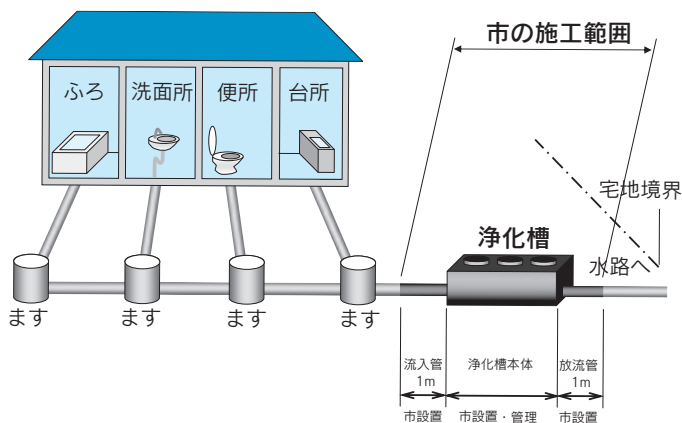 市の施工範囲
ふろ
洗面所
便所
台所
宅地境界
浄化槽
水路へ
ます
ます
ます
ます
流入管
1m
浄化槽本体
放流管
1m
市設置
市設置・管理
市設置